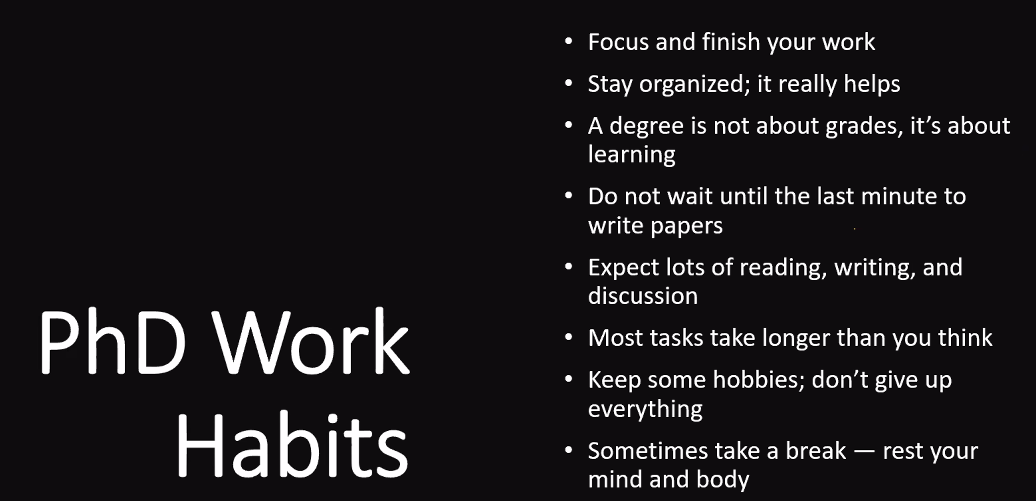 PhD Work
Habits
• Focus and finish your work
• Stay organized; it really helps
• A degree is not about grades, it’s about
learning
• Do not wait until the last minute to
write papers
• Expect lots of reading, writing, and
discussion
• Most tasks take longer than you think
• Keep some hobbies; don’t give up
everything
• Sometimes take a break — rest your
mind and body